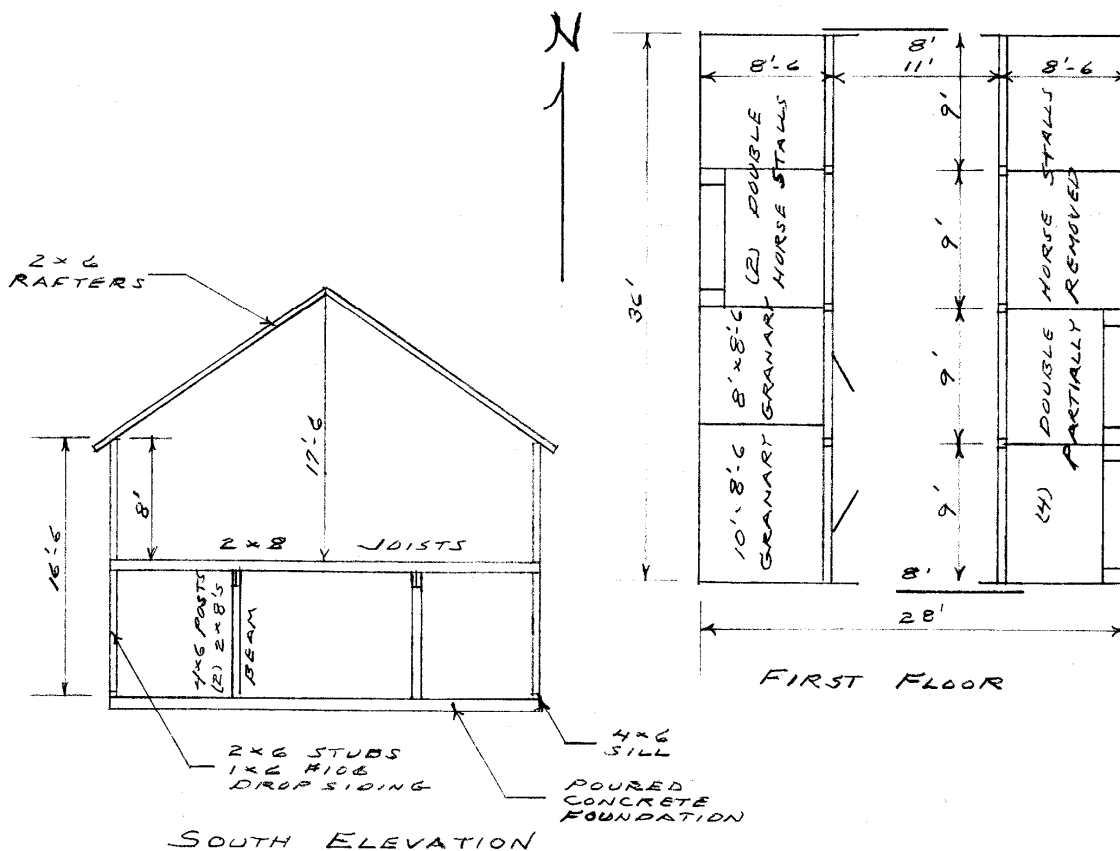 N
2×6
RAFTERS
16'-6
8'
17'-6
2×8 JOISTS
4×6 POSTS
(2) 2×8'S
BEAM
2×6 STUBS
1×6 #106
DROP SIDING
4×6
SILL
POURED
CONCRETE
FOUNDATION
SOUTH ELEVATION
8'
8'-6
11'
8'-6
36'
9'
9'
9'
9'
(2) DOUBLE
HORSE STALLS
8'×8'-6
GRANARY
10'×8'-6
GRANARY
(4) DOUBLE HORSE STALLS
PARTIALLY REMOVED
8'
28'
FIRST FLOOR